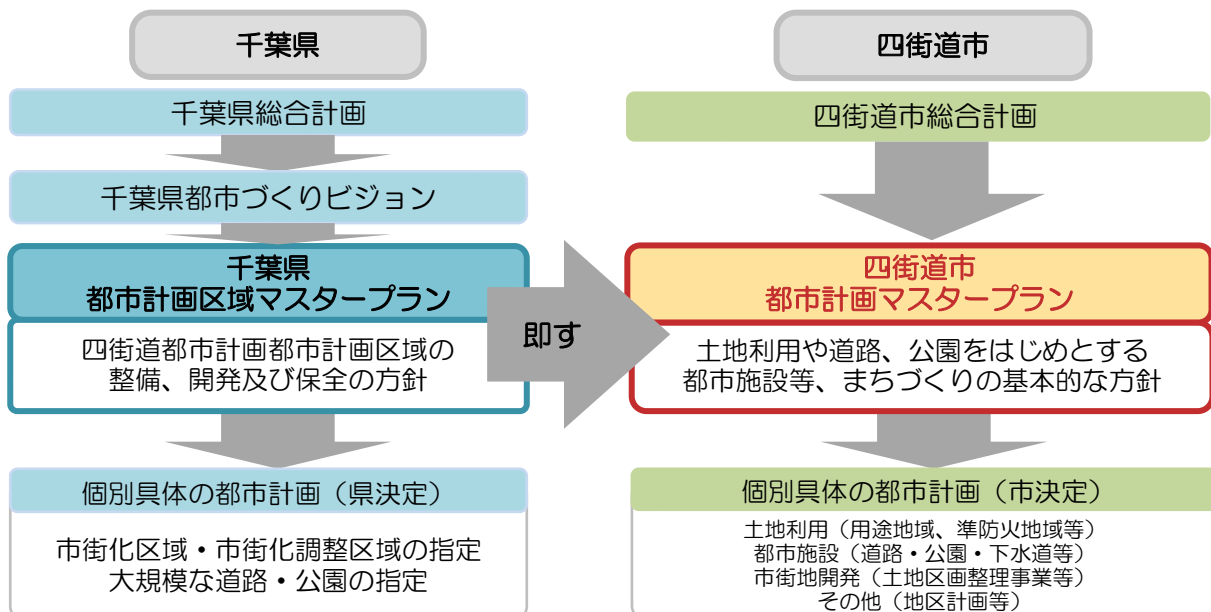 千葉県
千葉県総合計画
千葉県都市づくりビジョン
千葉県
都市計画区域マスタープラン
四街道都市計画都市計画区域の
整備、開発及び保全の方針
個別具体の都市計画（県決定）
市街化区域・市街化調整区域の指定
大規模な道路・公園の指定
即す
四街道市
四街道市総合計画
四街道市
都市計画マスタープラン
土地利用や道路、公園をはじめとする
都市施設等、まちづくりの基本的な方針
個別具体の都市計画（市決定）
土地利用（用途地域、準防火地域等）
都市施設（道路・公園・下水道等）
市街地開発（土地区画整理事業等）
その他（地区計画等）